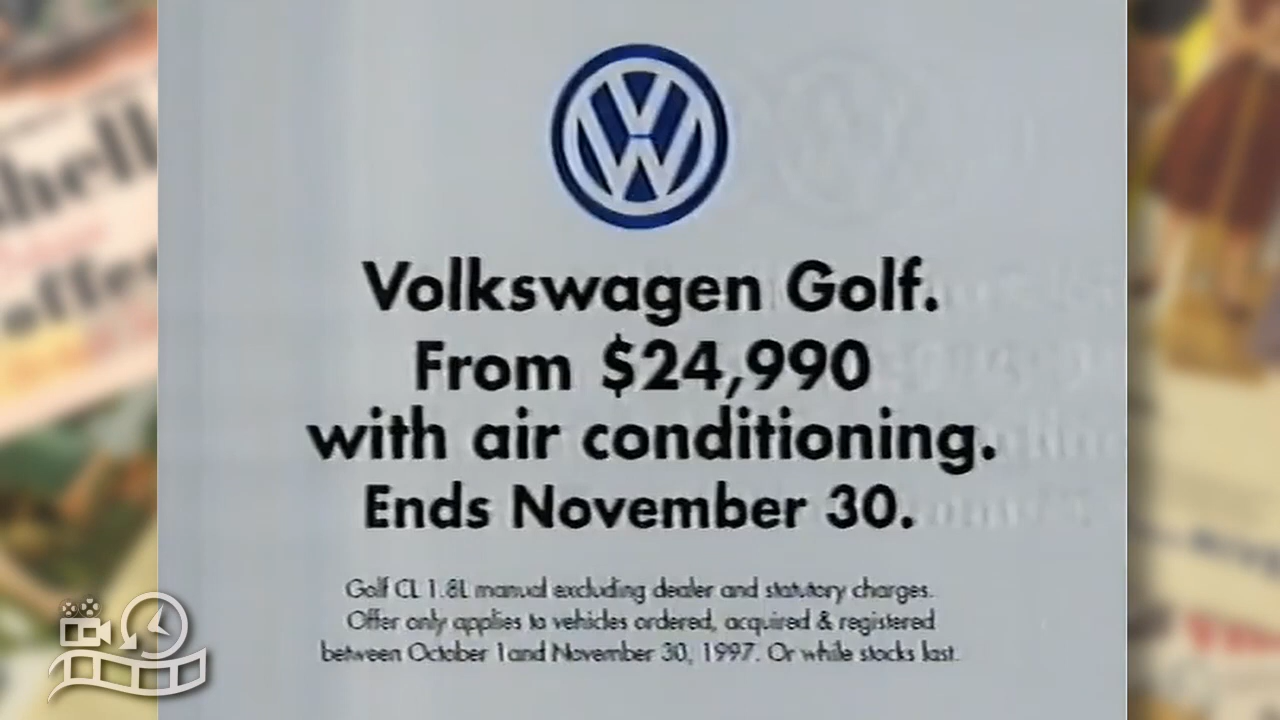 Volkswagen Golf.
From $24,990
with air conditioning.
Ends November 30.
Golf CL 1.8L manual excluding dealer and statutory charges.
Offer only applies to vehicles ordered, acquired & registered
between October 1and November 30, 1997. Or while stocks last.